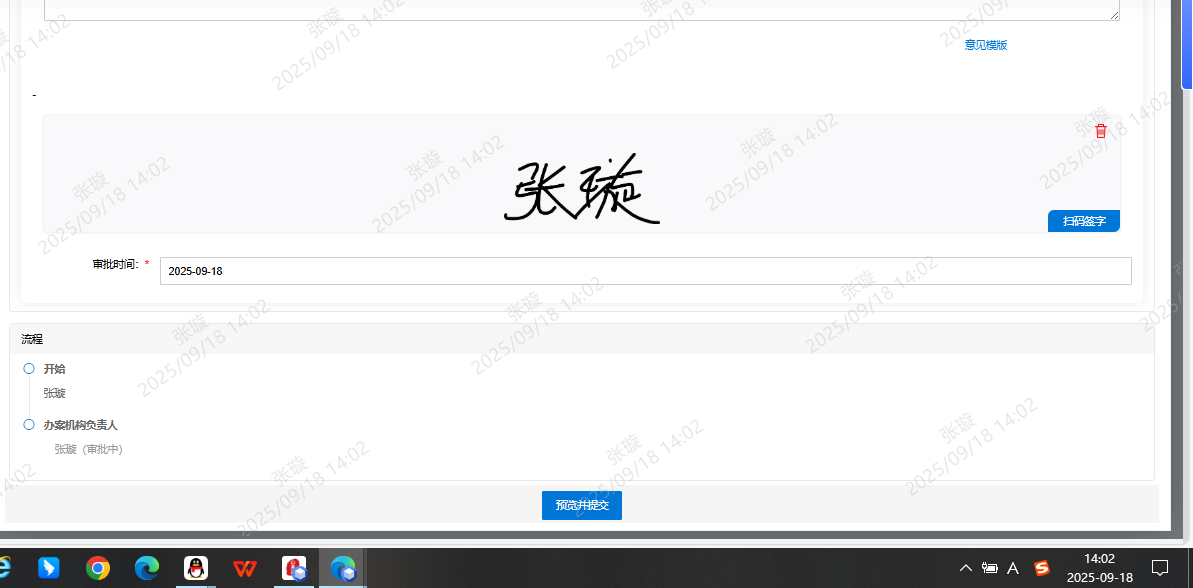 意见模版
-
张璇
扫码签字
审批时间: *
2025-09-18
流程
开始
张璇
办案机构负责人
张璇（审批中）
预览并提交
张璇
2025/09/18 14:02
A
14:02
2025-09-18